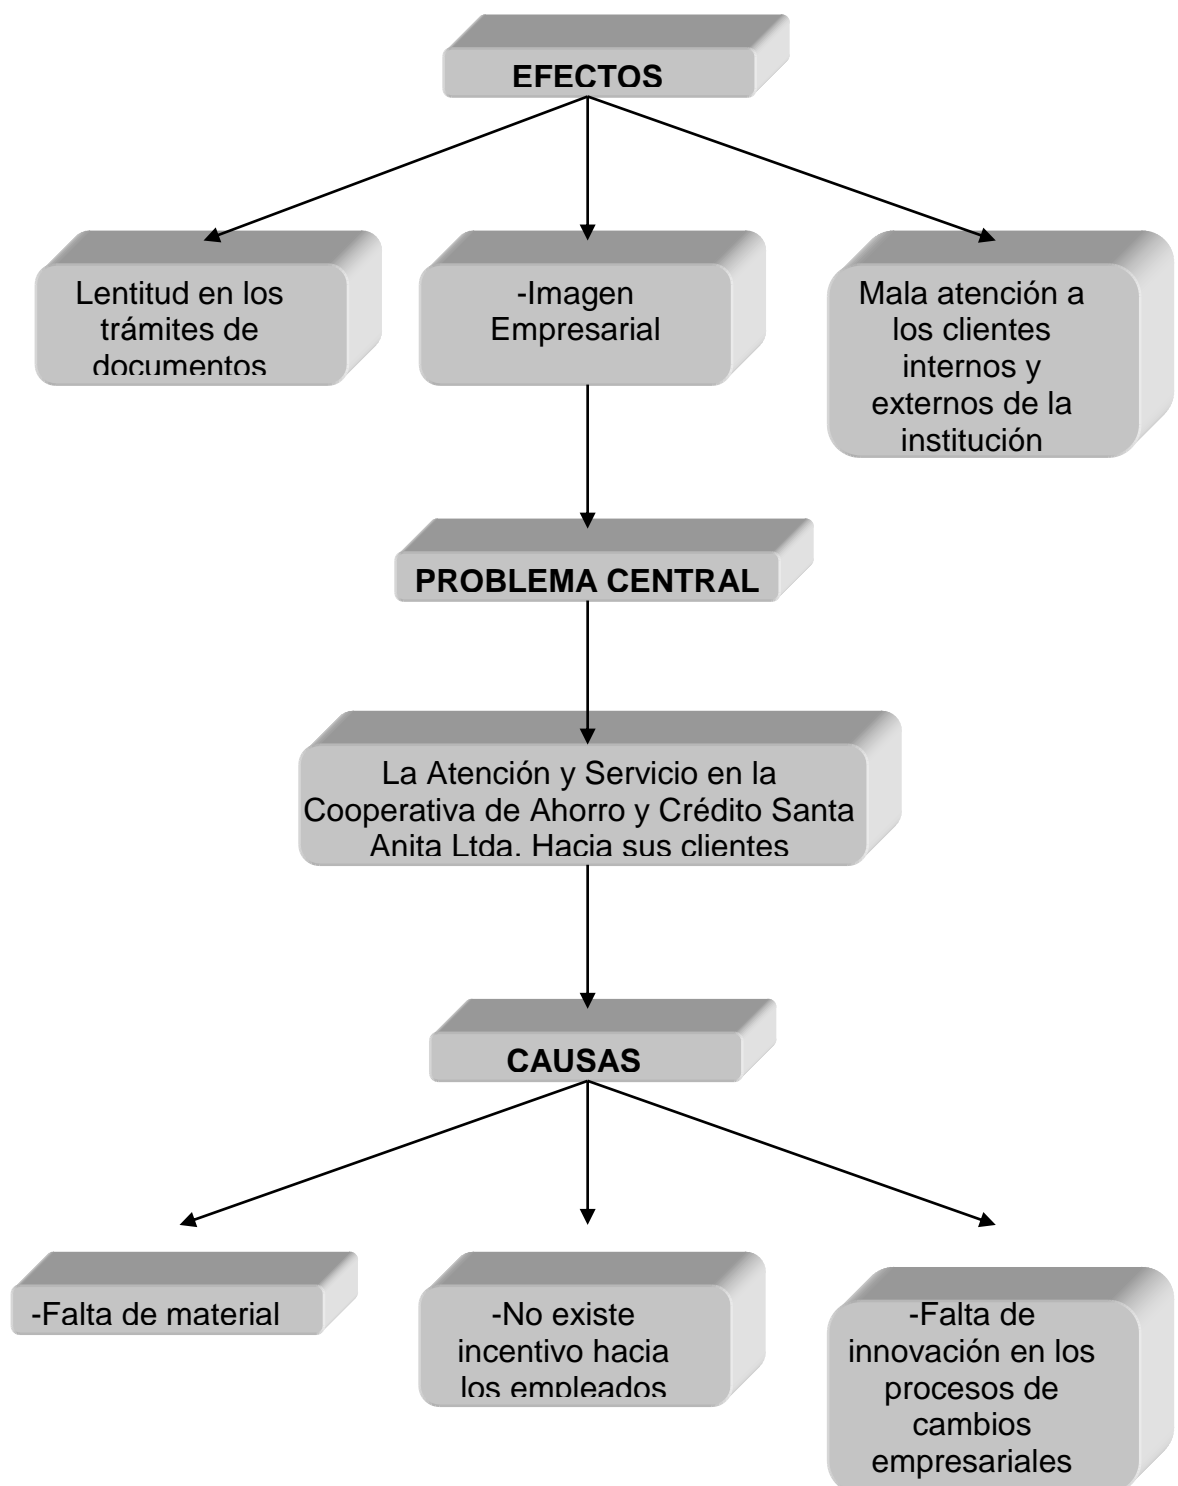 EFECTOS
Lentitud en los
trámites de
documentos
-Imagen
Empresarial
Mala atención a
los clientes
internos y
externos de la
institución
PROBLEMA CENTRAL
La Atención y Servicio en la
Cooperativa de Ahorro y Crédito Santa
Anita Ltda. Hacia sus clientes
CAUSAS
-Falta de material
-No existe
incentivo hacia
los empleados
-Falta de
innovación en los
procesos de
cambios
empresariales